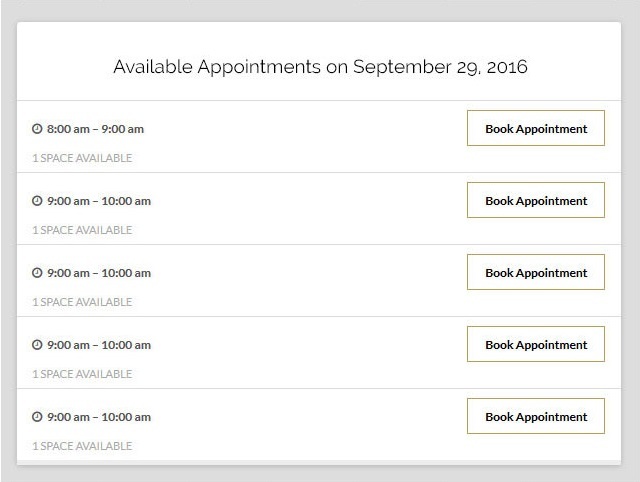 Available Appointments on September 29, 2016
8:00 am – 9:00 am
Book Appointment
1 SPACE AVAILABLE
9:00 am – 10:00 am
Book Appointment
1 SPACE AVAILABLE
9:00 am – 10:00 am
Book Appointment
1 SPACE AVAILABLE
9:00 am – 10:00 am
Book Appointment
1 SPACE AVAILABLE
9:00 am – 10:00 am
Book Appointment
1 SPACE AVAILABLE